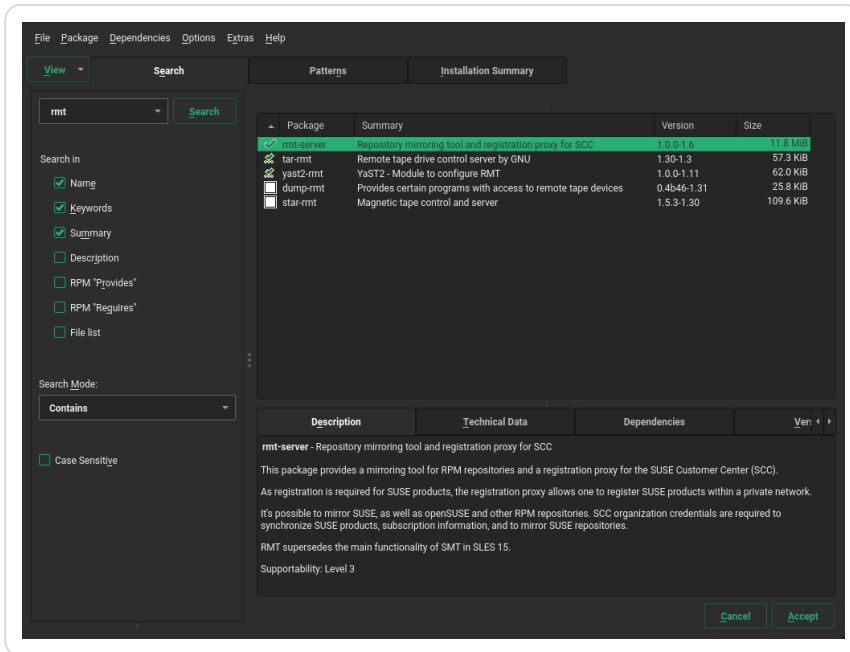 File Package Dependencies Options Extras Help
View Search Patterns Installation Summary
rmt Search
Search in
Name
Keywords
Summary
Description
RPM "Provides"
RPM "Requires"
File list
Search Mode:
Contains
Case Sensitive
Package Summary Version Size
rmt-server Repository mirroring tool and registration proxy for SCC 1.0.0-1.6 11.8 MiB
tar-rmt Remote tape drive control server by GNU 1.30-1.3 57.3 KiB
yast2-rmt YaST2 - Module to configure RMT 1.0.0-1.11 62.0 KiB
dump-rmt Provides certain programs with access to remote tape devices 0.4b46-1.31 25.8 KiB
star-rmt Magnetic tape control and server 1.5.3-1.30 109.6 KiB
Description Technical Data Dependencies
rmt-server - Repository mirroring tool and registration proxy for SCC
This package provides a mirroring tool for RPM repositories and a registration proxy for the SUSE Customer Center (SCC).
As registration is required for SUSE products, the registration proxy allows one to register SUSE products within a private network.
It's possible to mirror SUSE, as well as openSUSE and other RPM repositories. SCC organization credentials are required to
synchronize SUSE products, subscription information, and to mirror SUSE repositories.
RMT supersedes the main functionality of SMT in SLES 15.
Supportability: Level 3
Cancel Accept